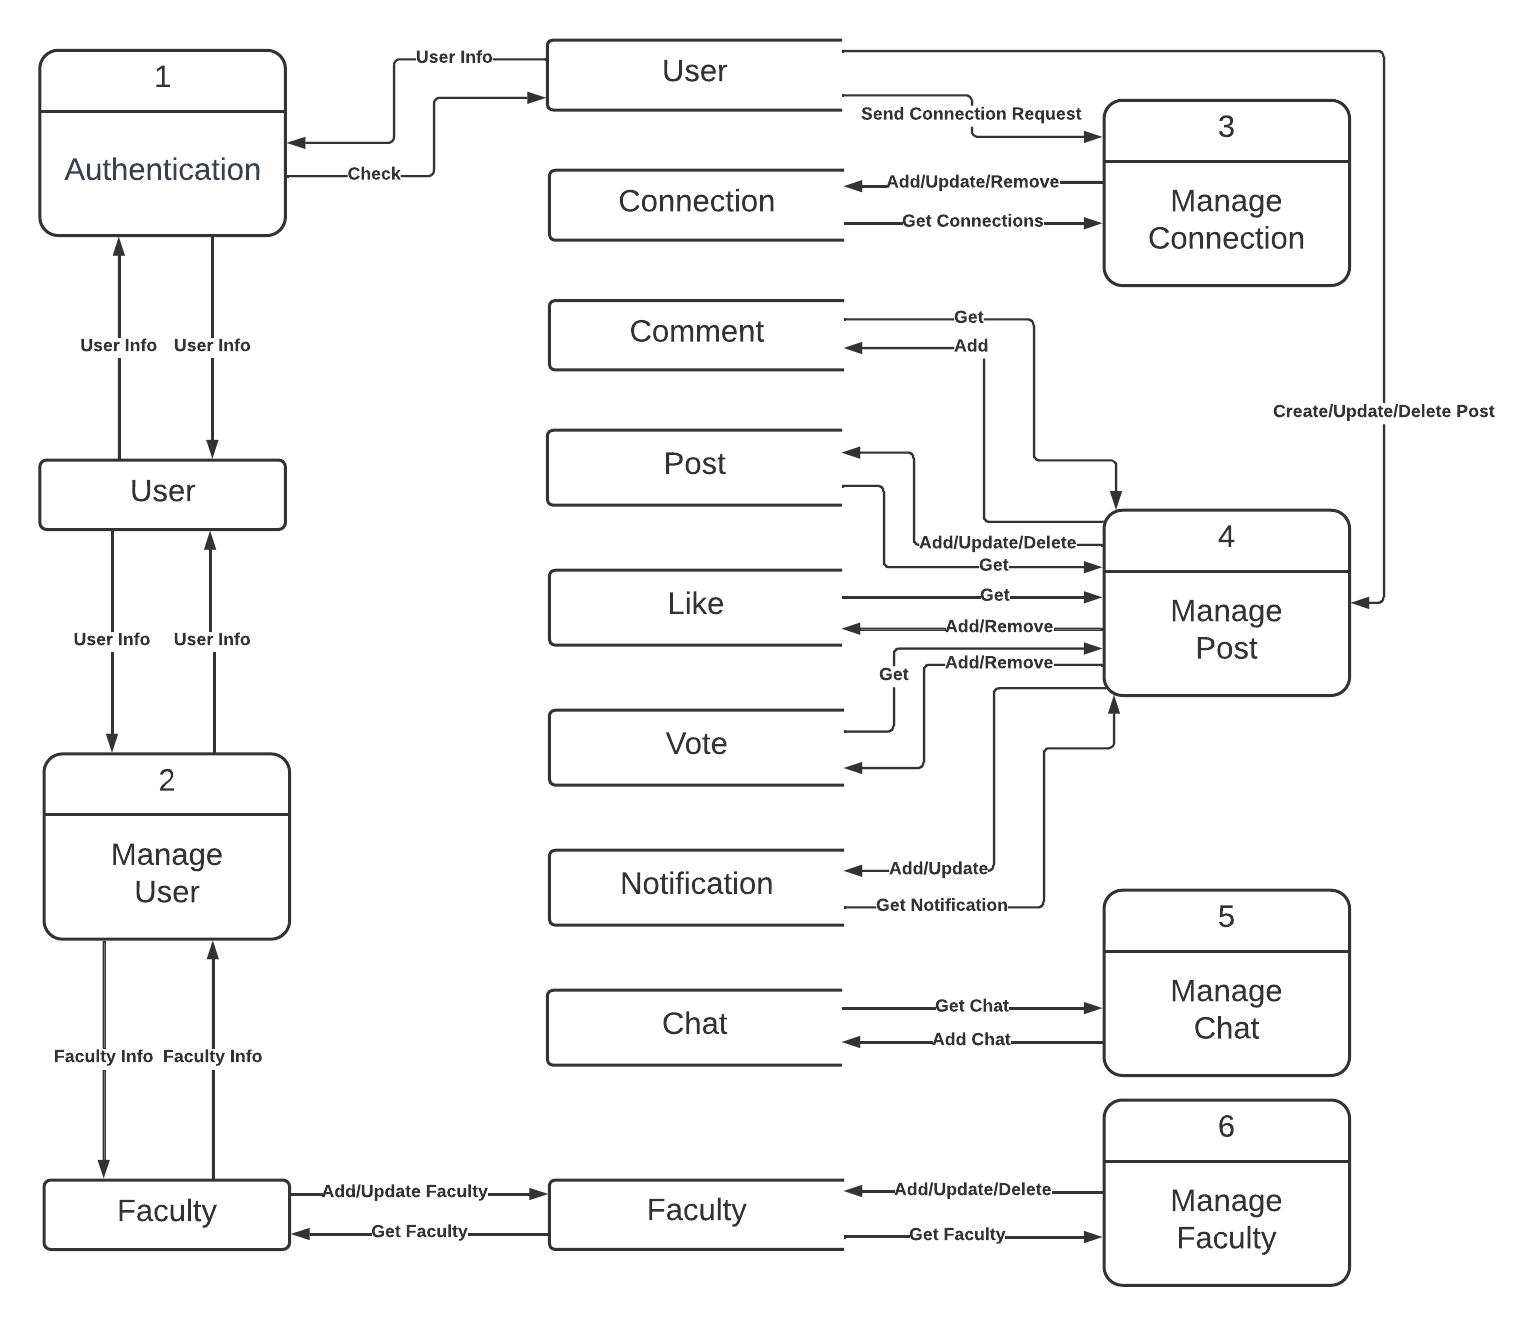 1
Authentication
User Info
Check
User
Send Connection Request
3
Manage
Connection
Connection
Add/Update/Remove
Get Connections
Comment
Get
Add
Create/Update/Delete Post
User Info
User Info
User
Post
Add/Update/Delete
Get
4
Manage
Post
Like
Get
Add/Remove
User Info
User Info
Get
Add/Remove
Vote
2
Manage
User
Notification
Add/Update
Get Notification
5
Manage
Chat
Chat
Get Chat
Add Chat
Faculty Info
Faculty Info
Faculty
Add/Update Faculty
Get Faculty
Faculty
Add/Update/Delete
Get Faculty
6
Manage
Faculty